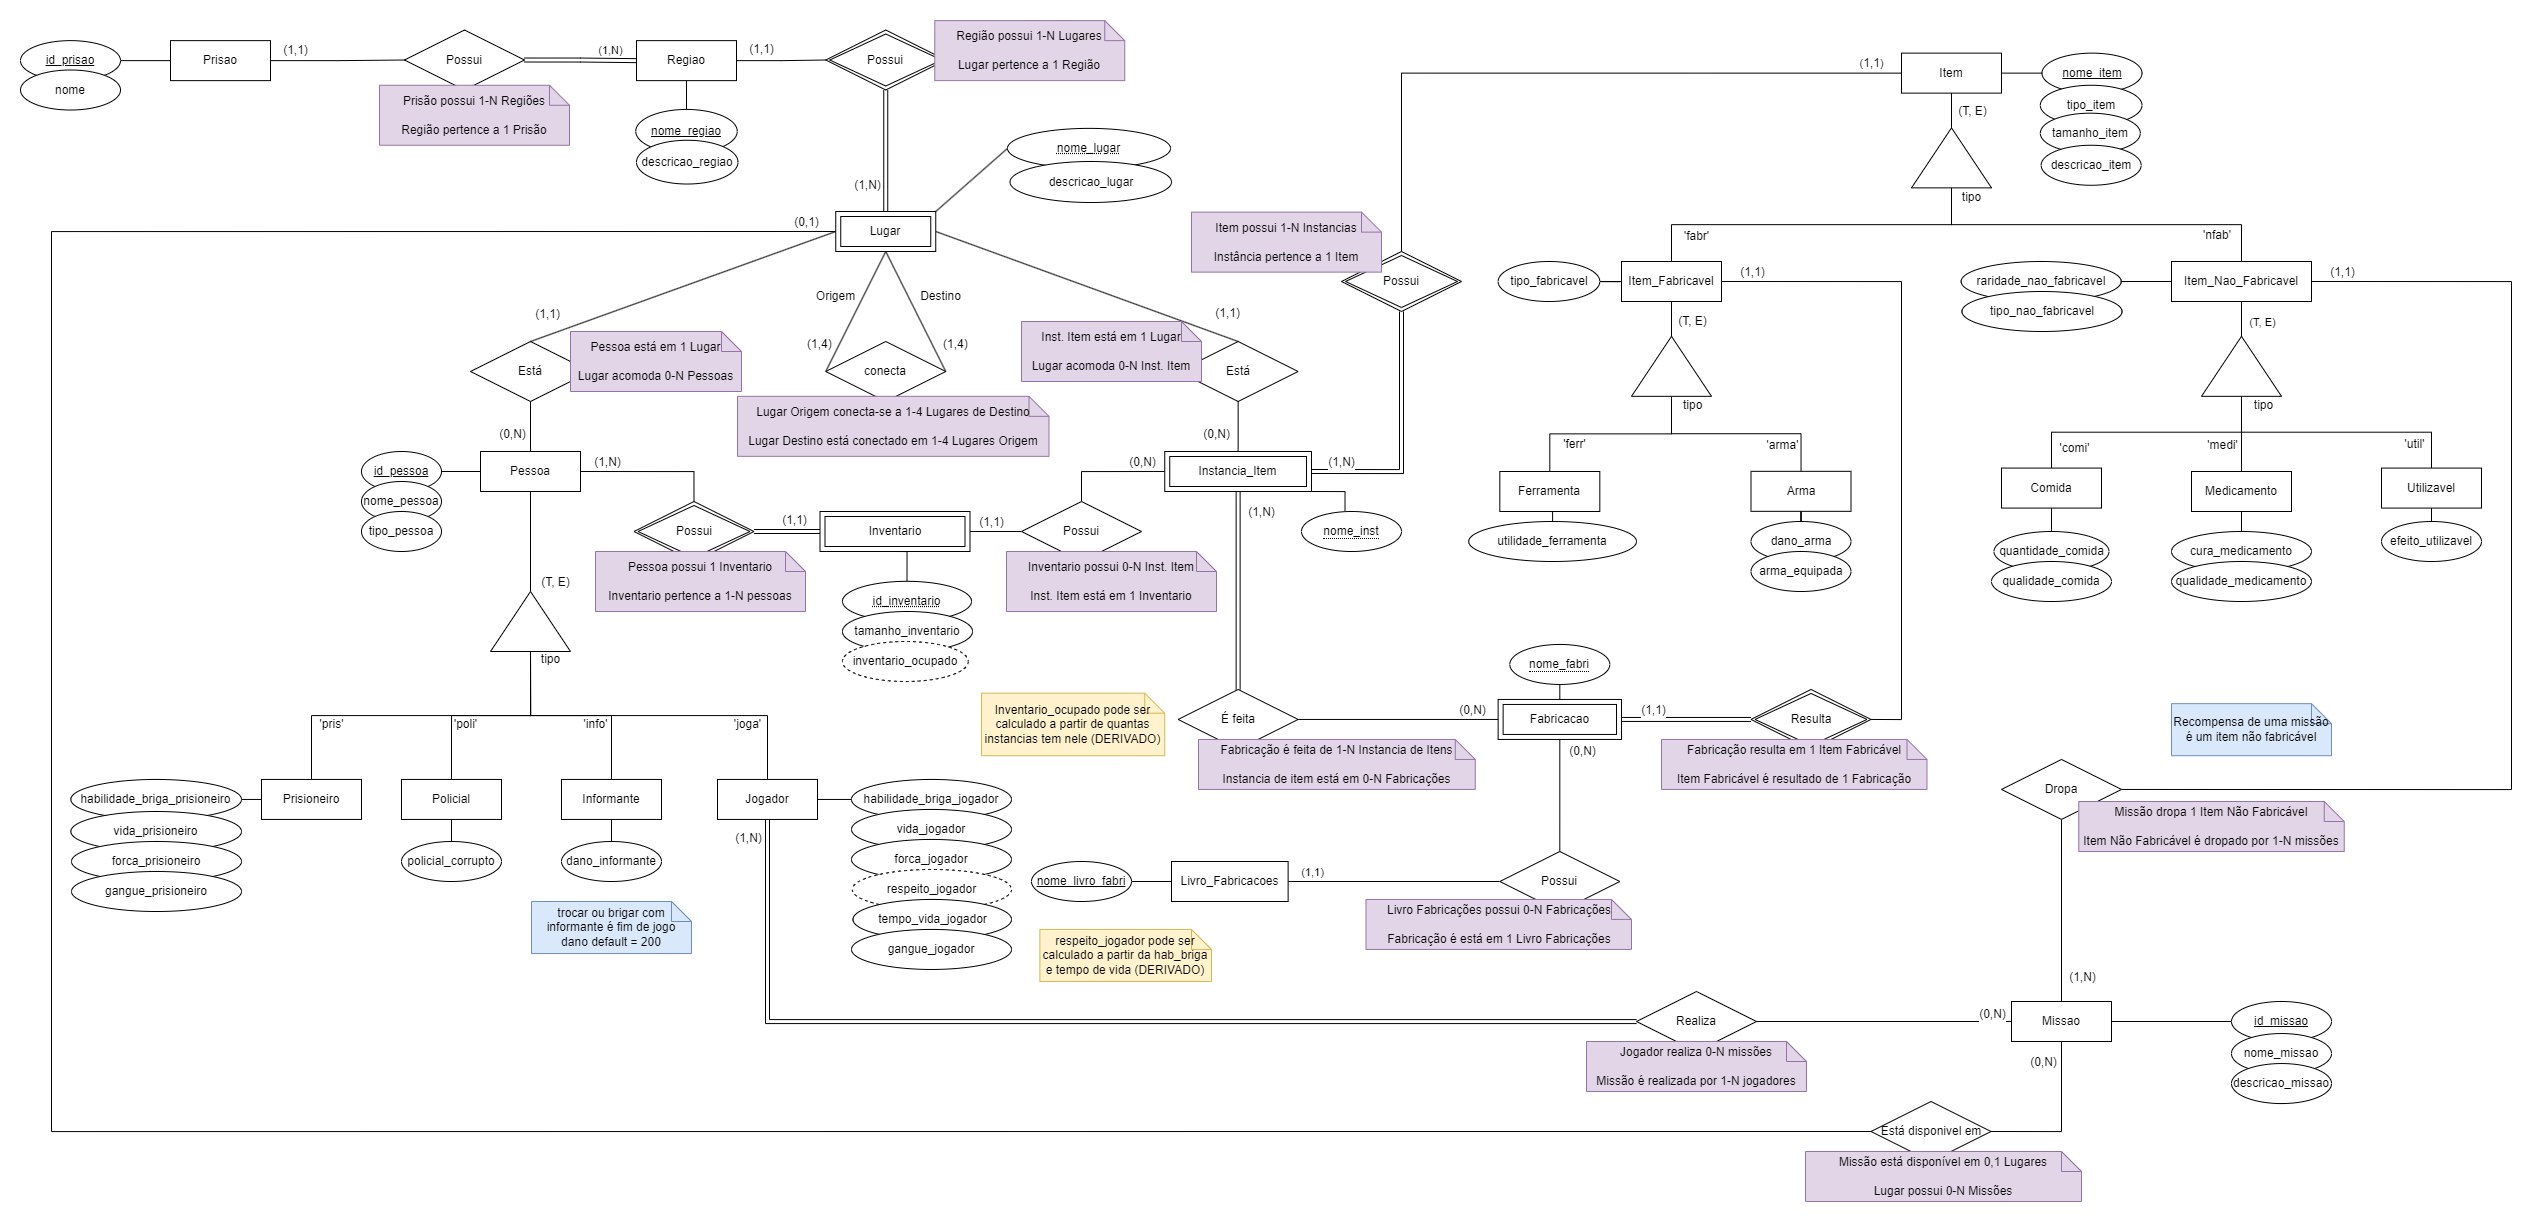 id_prisao
nome
Prisao
(1,1)
Possui
(1,N)
Regiao
(1,1)
Possui
Região possui 1-N Lugares
Lugar pertence a 1 Região
Prisão possui 1-N Regiões
Região pertence a 1 Prisão
nome_regiao
descricao_regiao
nome_lugar
descricao_lugar
(1,N)
(0,1)
Lugar
(1,1)
Item
nome_item
tipo_item
tamanho_item
descricao_item
(T, E)
tipo
'fabr'
'nfab'
Item possui 1-N Instancias
Instância pertence a 1 Item
Possui
tipo_fabricavel
Item_Fabricavel
(1,1)
raridade_nao_fabricavel
tipo_nao_fabricavel
Item_Nao_Fabricavel
(1,1)
Origem
Destino
(1,1)
(1,4)
(1,4)
(1,1)
Está
Pessoa está em 1 Lugar
Lugar acomoda 0-N Pessoas
conecta
Lugar Origem conecta-se a 1-4 Lugares de Destino
Lugar Destino está conectado em 1-4 Lugares Origem
Inst. Item está em 1 Lugar
Lugar acomoda 0-N Inst. Item
Está
(T, E)
tipo
'ferr'
'arma'
(T, E)
tipo
'comi'
'medi'
'util'
(0,N)
(0,N)
id_pessoa
nome_pessoa
tipo_pessoa
Pessoa
(1,N)
(0,N)
Instancia_Item
(1,N)
nome_inst
(1,N)
Ferramenta
utilidade_ferramenta
Arma
dano_arma
arma_equipada
Comida
quantidade_comida
qualidade_comida
Medicamento
cura_medicamento
qualidade_medicamento
Utilizavel
efeito_utilizavel
Possui
(1,1)
Inventario
(1,1)
Possui
Pessoa possui 1 Inventario
Inventario pertence a 1-N pessoas
Inventario possui 0-N Inst. Item
Inst. Item está em 1 Inventario
id_inventario
tamanho_inventario
inventario_ocupado
(T, E)
tipo
'pris'
'poli'
'info'
'joga'
Inventario_ocupado pode ser
calculado a partir de quantas
instancias tem nele (DERIVADO)
É feita
(0,N)
nome_fabri
Fabricacao
(1,1)
Resulta
(0,N)
Fabricação é feita de 1-N Instancia de Itens
Instancia de item está em 0-N Fabricações
Fabricação resulta em 1 Item Fabricável
Item Fabricável é resultado de 1 Fabricação
Recompensa de uma missão
é um item não fabricável
Dropa
Missão dropa 1 Item Não Fabricável
Item Não Fabricável é dropado por 1-N missões
habilidade_briga_prisioneiro
vida_prisioneiro
forca_prisioneiro
gangue_prisioneiro
Prisioneiro
Policial
policial_corrupto
Informante
dano_informante
Jogador
(1,N)
habilidade_briga_jogador
vida_jogador
forca_jogador
respeito_jogador
tempo_vida_jogador
gangue_jogador
trocar ou brigar com
informante é fim de jogo
dano default = 200
nome_livro_fabri
Livro_Fabricacoes
(1,1)
Possui
Livro Fabricações possui 0-N Fabricações
Fabricação é está em 1 Livro Fabricações
respeito_jogador pode ser
calculado a partir da hab_briga
e tempo de vida (DERIVADO)
(1,N)
Realiza
(0,N)
Missao
id_missao
nome_missao
descricao_missao
(0,N)
Jogador realiza 0-N missões
Missão é realizada por 1-N jogadores
Está disponivel em
Missão está disponível em 0,1 Lugares
Lugar possui 0-N Missões